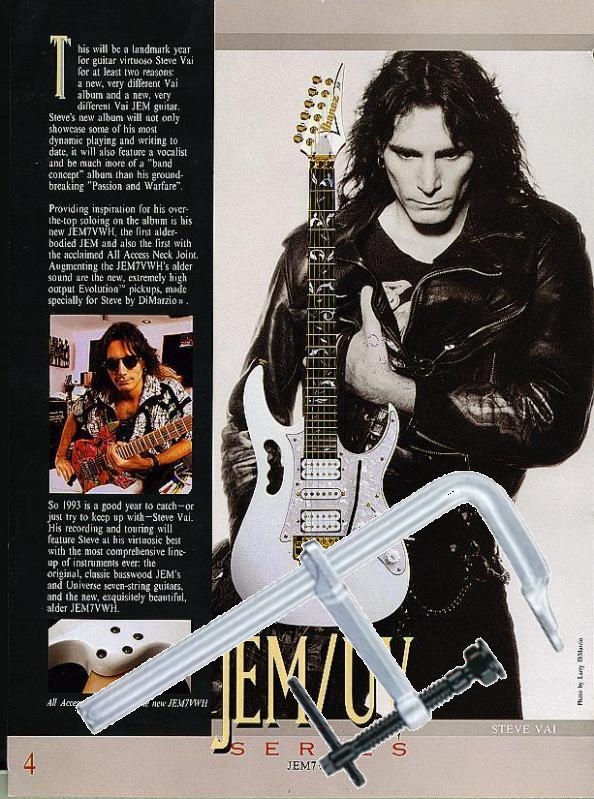 This will be a landmark year
for guitar virtuoso Steve Vai
for at least two reasons:
a new, very different Vai
album and a new, very
different Vai JEM guitar.
Steve's new album will not only
showcase some of his most
dynamic playing and writing to
date, it will also feature a vocalist
and be much more of a "band
concept" album than his ground-
breaking "Passion and Warfare".
Providing inspiration for his over-
the-top soloing on the album is his
new JEM7VWH, the first alder-
bodied JEM and also the first with
the acclaimed All Access Neck Joint.
Augmenting the JEM7VWH's alder
sound are the new, extremely high
output Evolution™ pickups, made
specially for Steve by DiMarzio®.
So 1993 is a good year to catch—or
just try to keep up with—Steve Vai.
His recording and touring will
feature Steve at his virtuosic best
with the most comprehensive line-
up of instruments ever: the
original, classic basswood JEM's
and Universe seven-string guitars,
and the new, exquisitely beautiful,
alder JEM7VWH.
All new JEM7VWH
4
Ibanez
JEM/UV
SERIES
JEM7
STEVE VAI
Photo by Larry DiMarzio